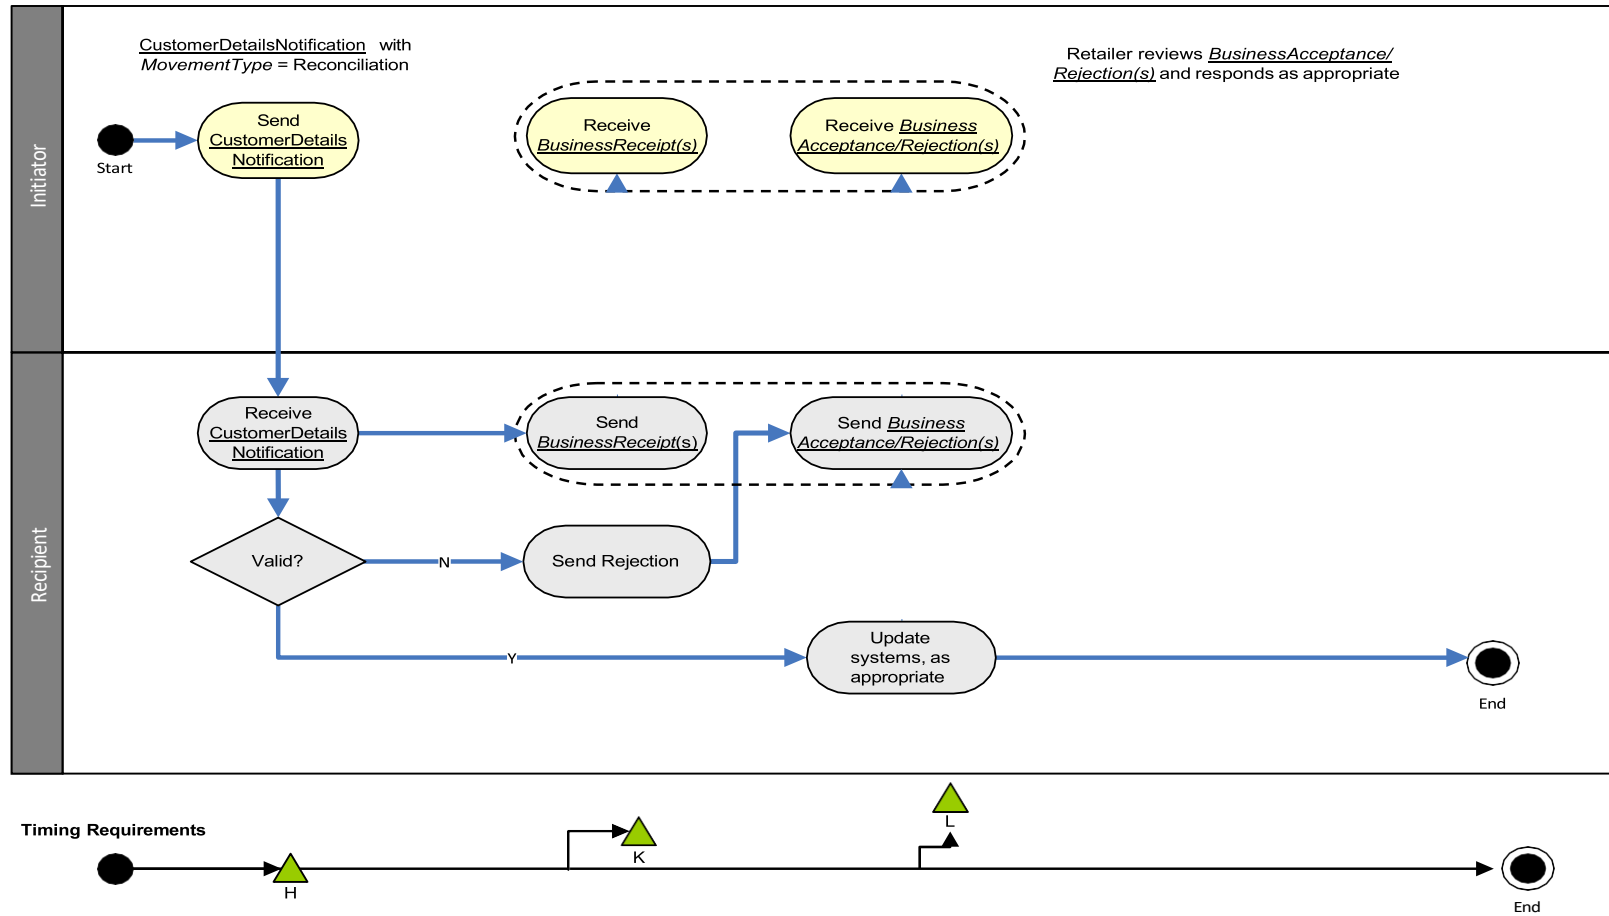 CustomerDetailsNotification with
MovementType = Reconciliation
Retailer reviews BusinessAcceptance/
Rejection(s) and responds as appropriate
Initiator
Start
Send
CustomerDetails
Notification
Receive
BusinessReceipt(s)
Receive Business
Acceptance/Rejection(s)
Recipient
Receive
CustomerDetails
Notification
Send
BusinessReceipt(s)
Send Business
Acceptance/Rejection(s)
Valid?
N
Send Rejection
Y
Update
systems, as
appropriate
End
Timing Requirements
H
K
L
End